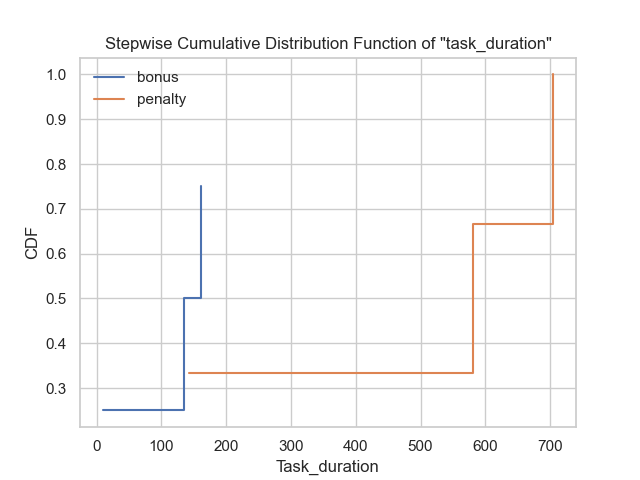 Stepwise Cumulative Distribution Function of "task_duration"
bonus
penalty
1.0
0.9
0.8
0.7
0.6
0.5
0.4
0.3
CDF
0 100 200 300 400 500 600 700
Task_duration